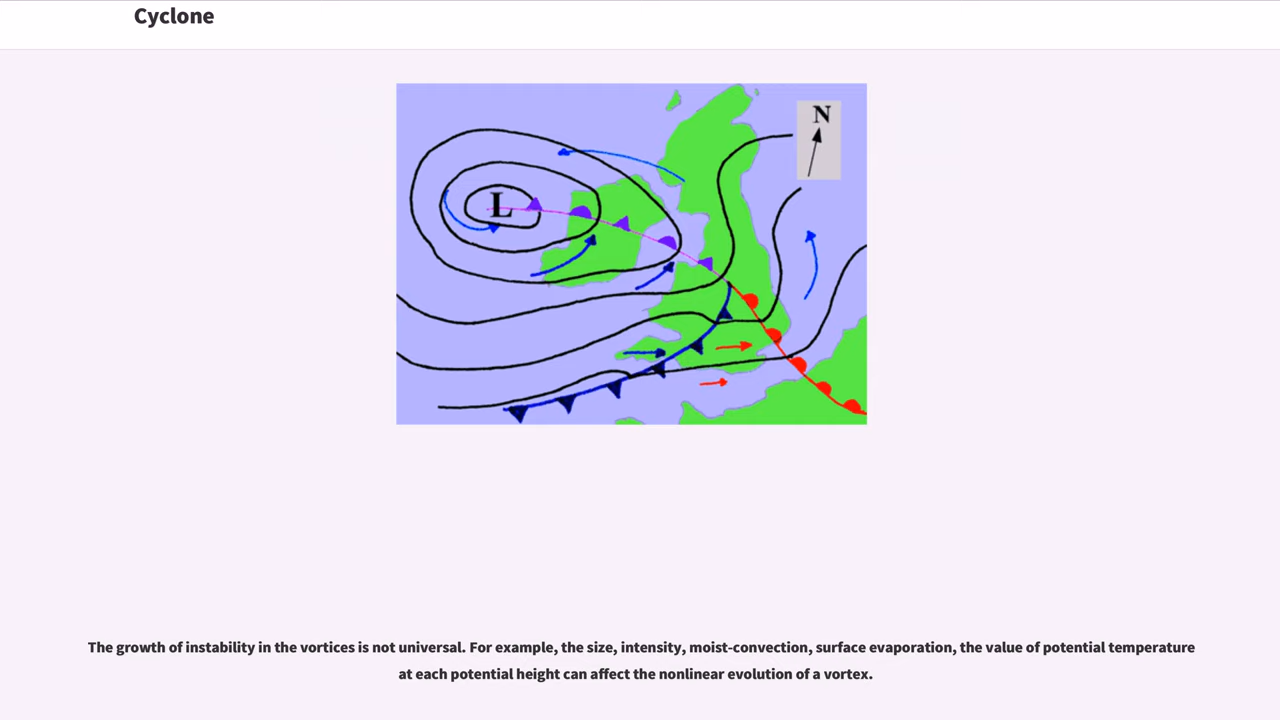 Cyclone
N
L
The growth of instability in the vortices is not universal. For example, the size, intensity, moist-convection, surface evaporation, the value of potential temperature
at each potential height can affect the nonlinear evolution of a vortex.